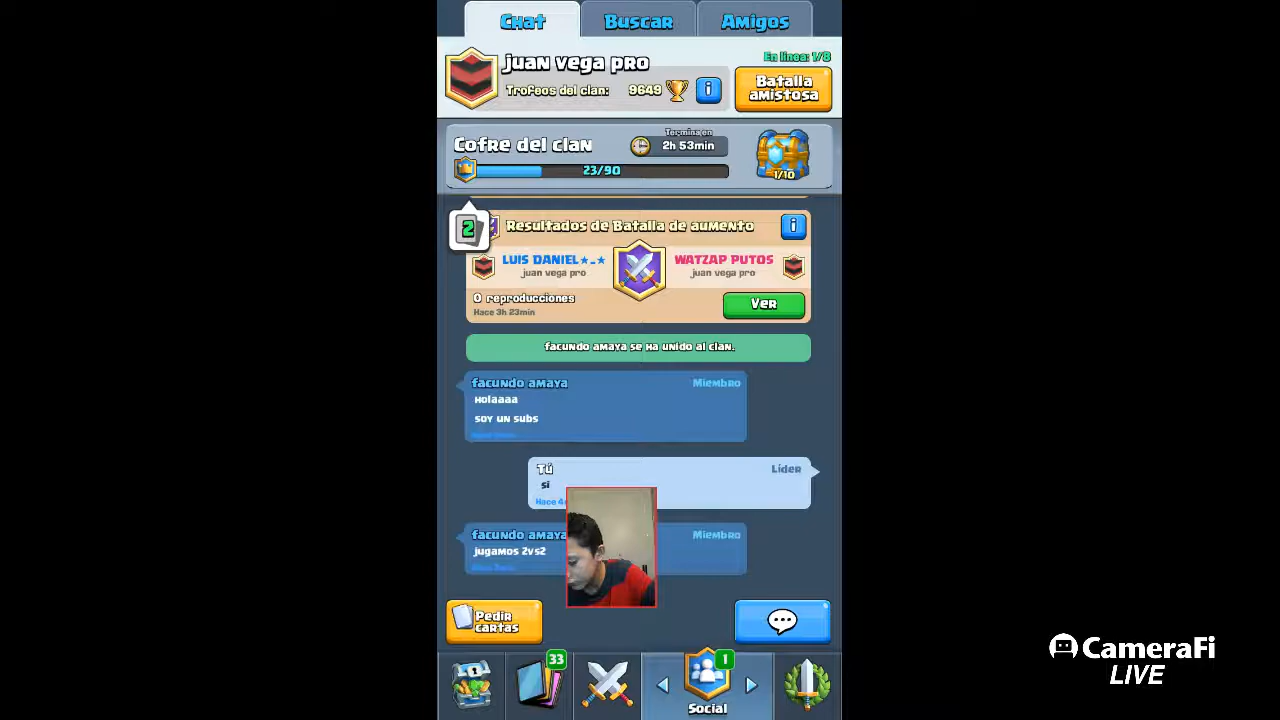 Chat
Buscar
Amigos
juan vega pro
En línea: 1/8
Trofeos del clan: 9649
i
Batalla
amistosa
Cofre del clan
Termina en
2h 53min
23/90
1/10
2
Resultados de Batalla de aumento
i
LUIS DANIEL★_★
juan vega pro
WATZAP PUTOS
juan vega pro
0 reproducciones
Hace 3h 23min
Ver
facundo amaya se ha unido al clan.
facundo amaya
Miembro
Holaaaa
soy un subs
Tú
Líder
si
Hace
facundo amaya
Miembro
jugamos 2vs2
Pedir
cartas
33
1
1
Social
CameraFi
LIVE